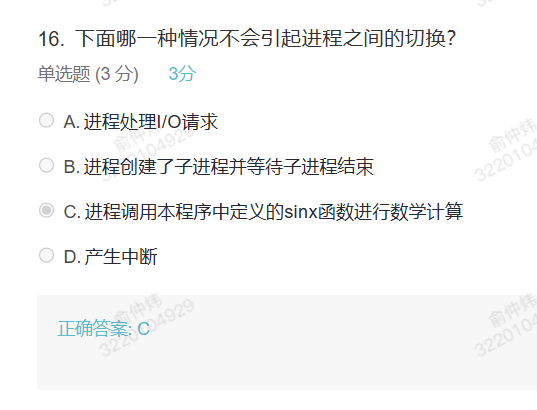 16. 下面哪一种情况不会引起进程之间的切换?
单选题 (3 分) 3分
A. 进程处理I/O请求
B. 进程创建了子进程并等待子进程结束
C. 进程调用本程序中定义的sinx函数进行数学计算
D. 产生中断
正确答案: C
俞仲炜
3220104929